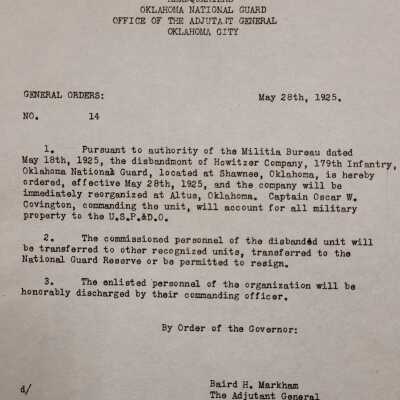 HEADQUARTERS
OKLAHOMA NATIONAL GUARD
OFFICE OF THE ADJUTANT GENERAL
OKLAHOMA CITY
GENERAL ORDERS:
May 28th, 1925.
NO. 14
1. Pursuant to authority of the Militia Bureau dated
May 18th, 1925, the disbandment of Howitzer Company, 179th Infantry,
Oklahoma National Guard, located at Shawnee, Oklahoma, is hereby
ordered, effective May 28th, 1925, and the company will be
immediately reorganized at Altus, Oklahoma. Captain Oscar W.
Covington, commanding the unit, will account for all military
property to the U.S.P.&D.O.
2. The commissioned personnel of the disbanded unit will
be transferred to other recognized units, transferred to the
National Guard Reserve or be permitted to resign.
3. The enlisted personnel of the organization will be
honorably discharged by their commanding officer.
By Order of the Governor:
Baird H. Markham
d/ The Adjutant General